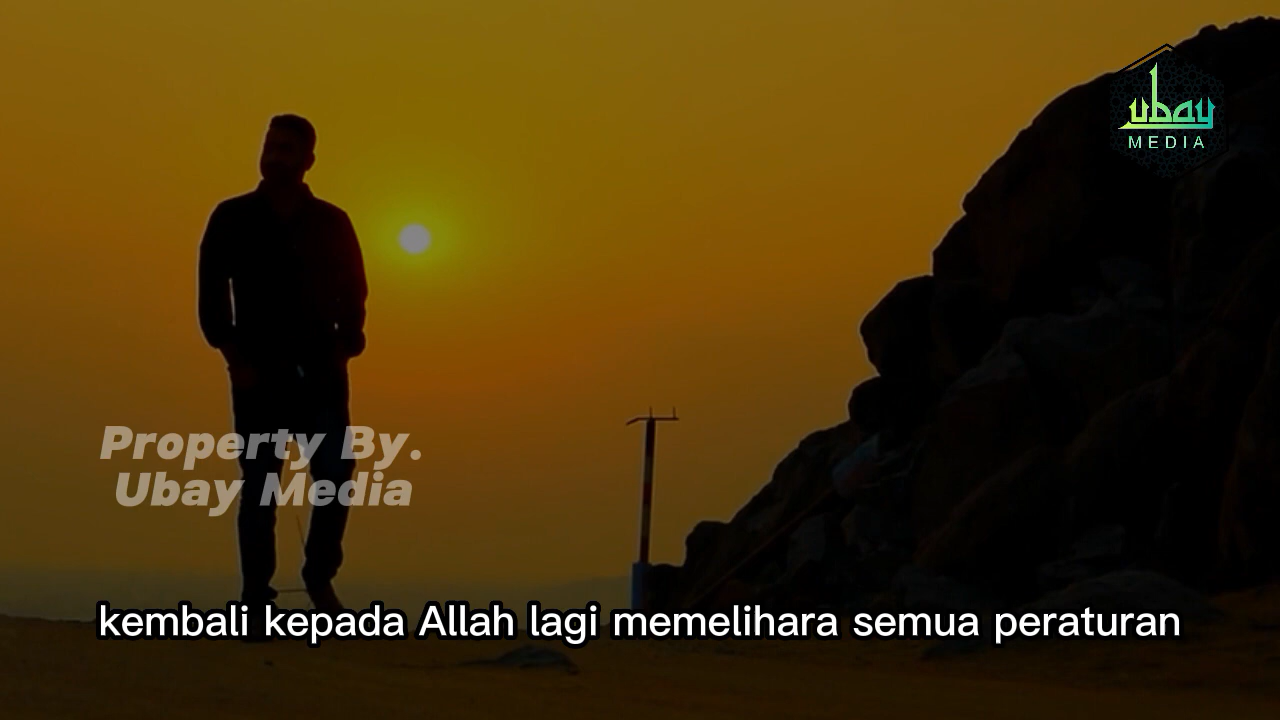 ubay
MEDIA
Property By.
Ubay Media
kembali kepada Allah lagi memelihara semua peraturan